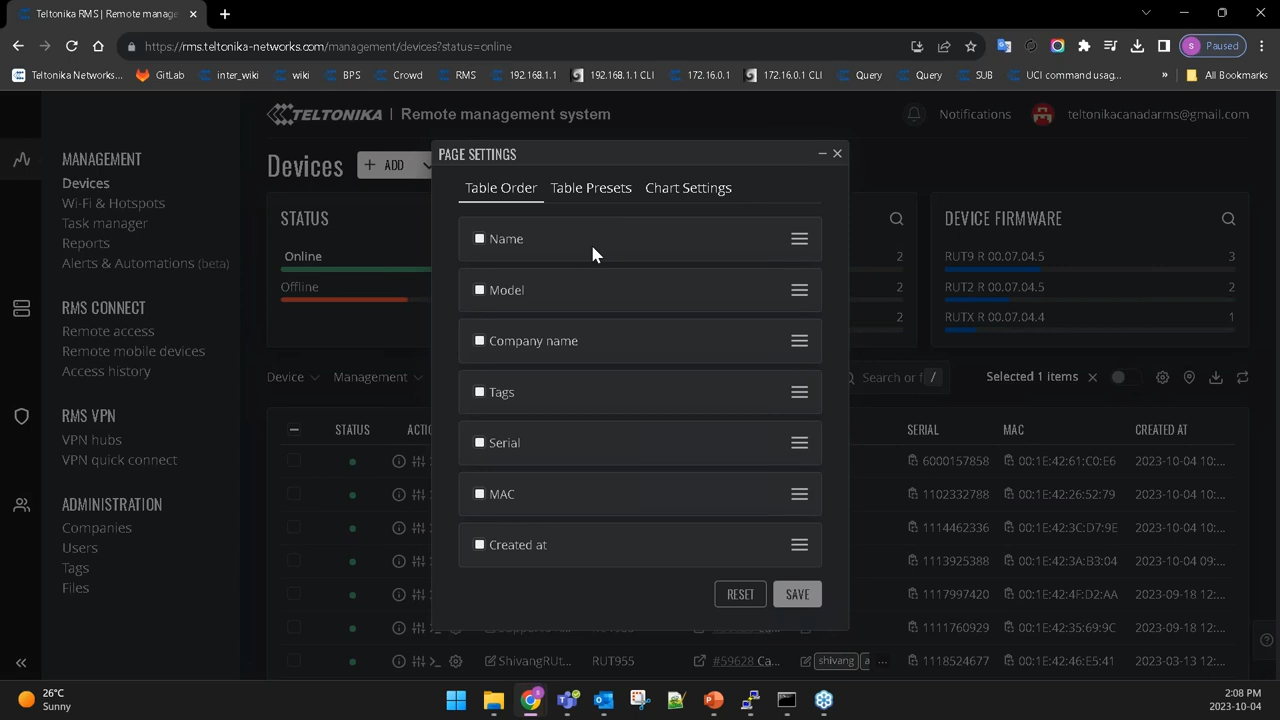 Teltonika RMS | Remote manage
https://rms.teltonika-networks.com/management/devices?status=online
S Paused
Teltonika Networks... GitLab inter_wiki wiki BPS Crowd RMS 192.168.1.1 192.168.1.1 CLI 172.16.0.1 172.16.0.1 CLI Query Query SUB UCI command usag... » All Bookmarks
TELTONIKA | Remote management system
Notifications
teltonikacanadarms@gmail.com
MANAGEMENT
Devices
Wi-Fi & Hotspots
Task manager
Reports
Alerts & Automations (beta)
RMS CONNECT
Remote access
Remote mobile devices
Access history
RMS VPN
VPN hubs
VPN quick connect
ADMINISTRATION
Companies
Users
Tags
Files
Devices
+ ADD
STATUS
Online
Offline
2
2
2
DEVICE FIRMWARE
RUT9 R 00.07.04.5 3
RUT2 R 00.07.04.5 2
RUTX R 00.07.04.4 1
PAGE SETTINGS
Table Order Table Presets Chart Settings
Name
Model
Company name
Tags
Serial
MAC
Created at
RESET SAVE
Device Management
Search or f /
Selected 1 items
STATUS ACTIO SERIAL MAC CREATED AT
6000157858 00:1E:42:61:C0:E6 2023-10-04 10:...
1102332788 00:1E:42:26:52:79 2023-10-04 10:...
1114462336 00:1E:42:3C:D7:9E 2023-10-04 10:...
1113925388 00:1E:42:3A:B3:04 2023-10-04 09:...
1117997420 00:1E:42:4F:D2:AA 2023-09-18 12:...
1111760929 00:1E:42:35:69:9C 2023-09-18 12:...
ShivangRUt... RUT955 #59628 Ca... shivang a ... 1118524677 00:1E:42:46:E5:41 2023-03-13 12:...
26°C
Sunny
2:08 PM
2023-10-04